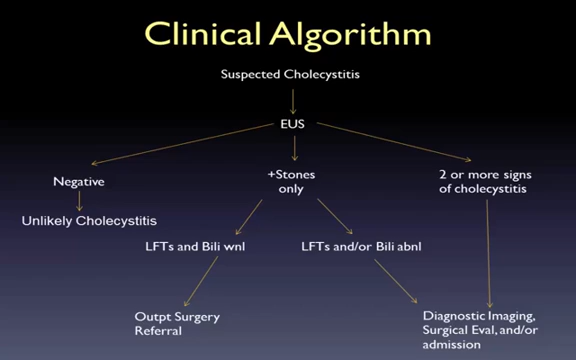 Clinical Algorithm
Suspected Cholecystitis
EUS
Negative
+Stones
only
2 or more signs
of cholecystitis
Unlikely Cholecystitis
LFTs and Bili wnl
LFTs and/or Bili abnl
Outpt Surgery
Referral
Diagnostic Imaging,
Surgical Eval, and/or
admission